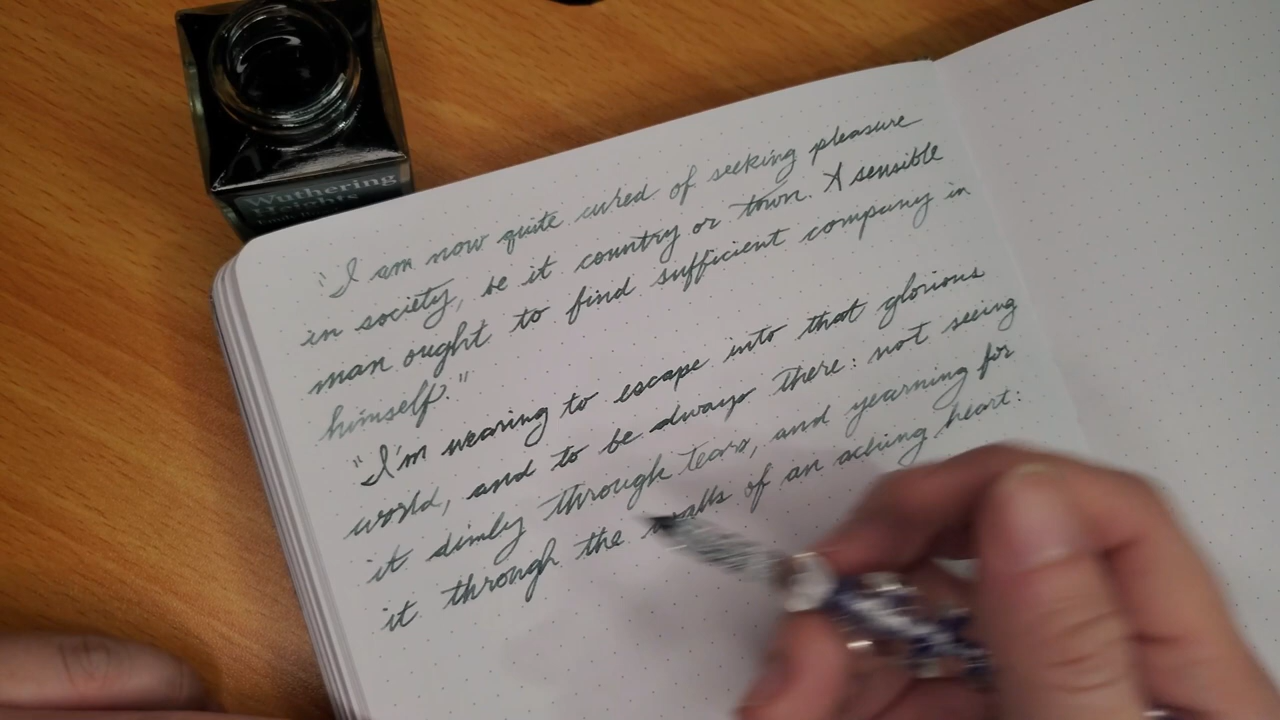 Wuthering
Heights
"I am now quite cured of seeking pleasure
in society, be it country or town. A sensible
man ought to find sufficient company in
himself."
"I'm wearing to escape into that glorious
world, and to be always there: not seeing
it dimly through tears, and yearning for
it through the walls of an aching heart: